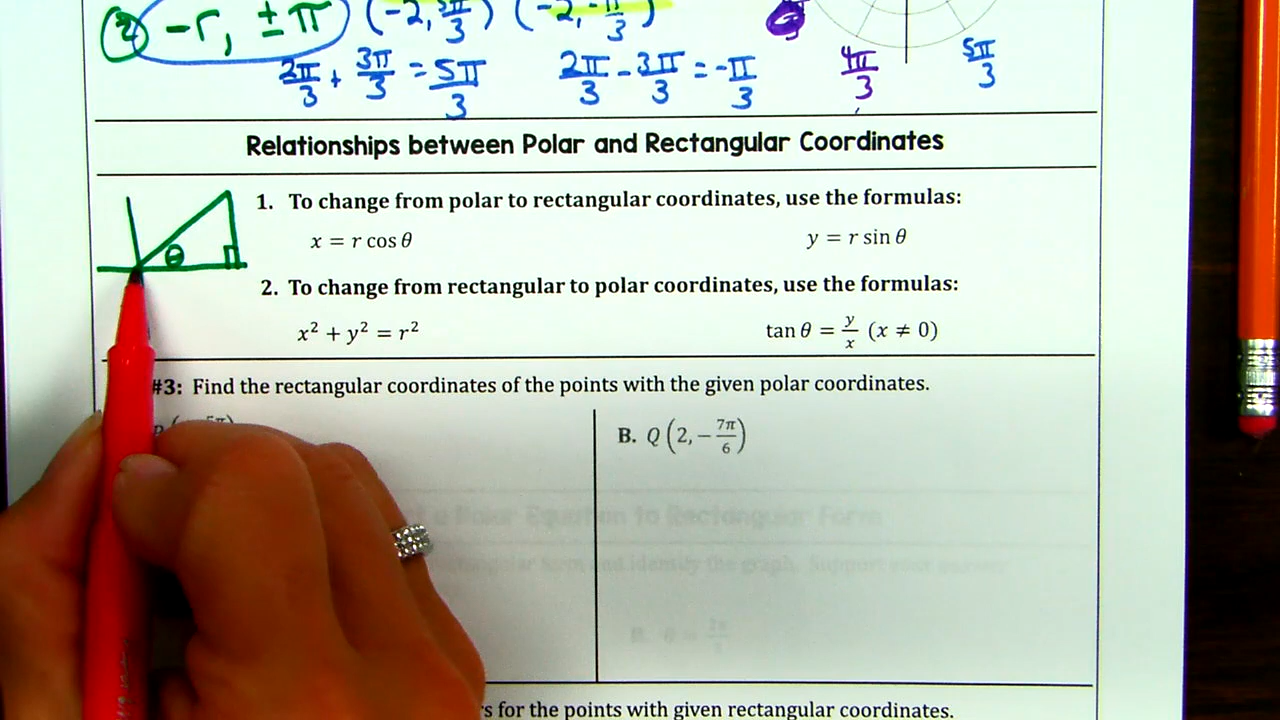 ② -r, ± π (-2, 5π/3) (-2, -π/3)
2π/3 + 3π/3 = 5π/3 2π/3 - 3π/3 = -π/3 4π/3 5π/3
Relationships between Polar and Rectangular Coordinates
1. To change from polar to rectangular coordinates, use the formulas:
x = r cos θ y = r sin θ
θ
2. To change from rectangular to polar coordinates, use the formulas:
x² + y² = r² tan θ = y/x (x ≠ 0)
#3: Find the rectangular coordinates of the points with the given polar coordinates.
B. Q (2, -7π/6)
s for the points with given rectangular coordinates.